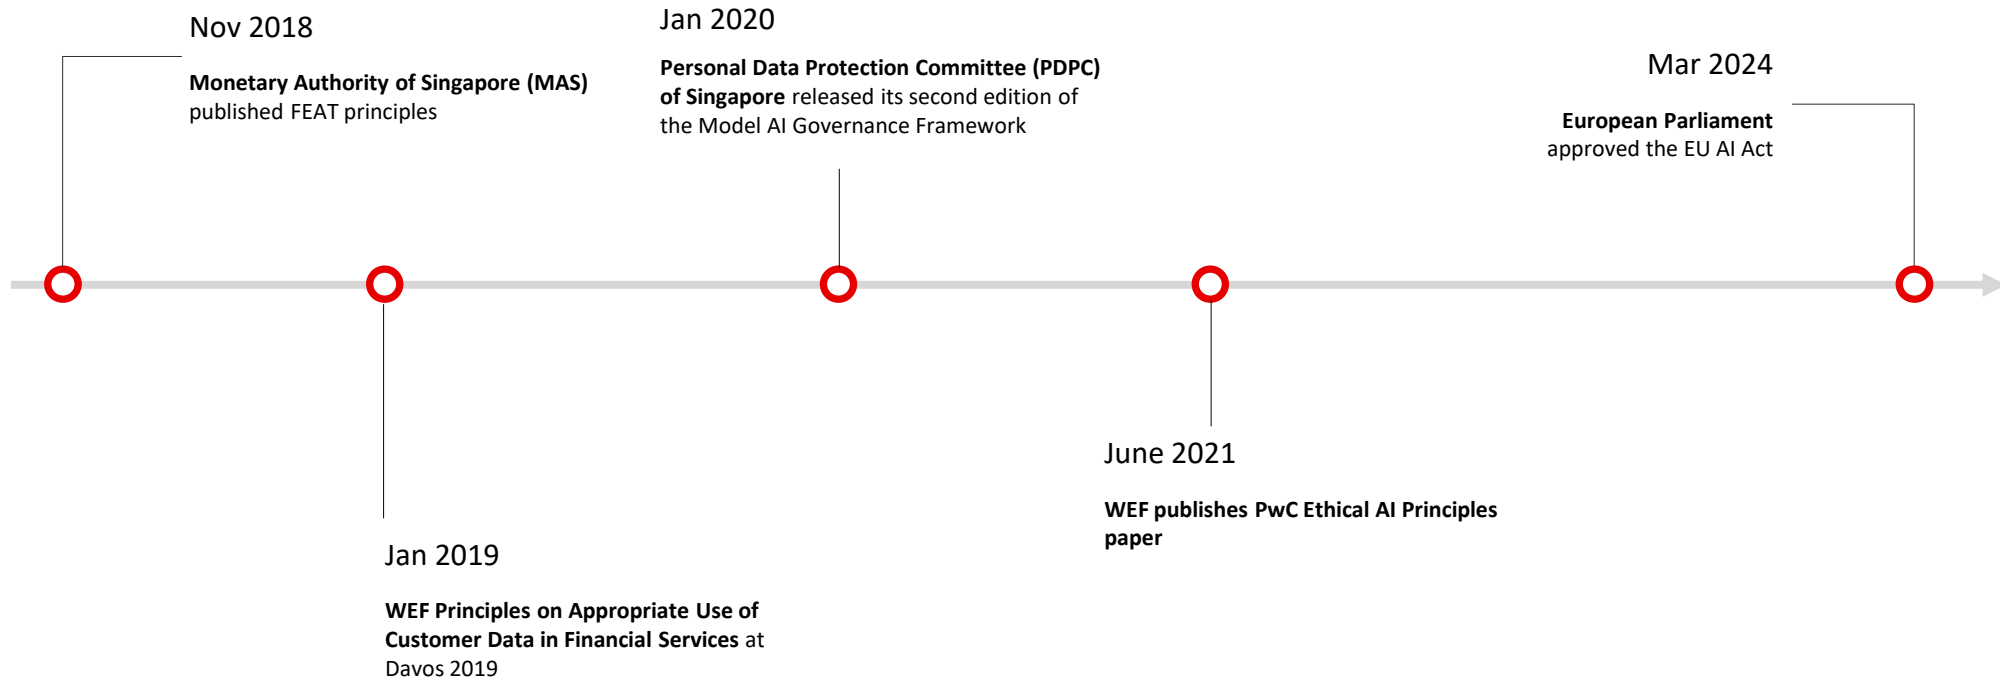 Nov 2018
Monetary Authority of Singapore (MAS)
published FEAT principles
Jan 2019
WEF Principles on Appropriate Use of
Customer Data in Financial Services at
Davos 2019
Jan 2020
Personal Data Protection Committee (PDPC)
of Singapore released its second edition of
the Model AI Governance Framework
June 2021
WEF publishes PwC Ethical AI Principles
paper
Mar 2024
European Parliament
approved the EU AI Act